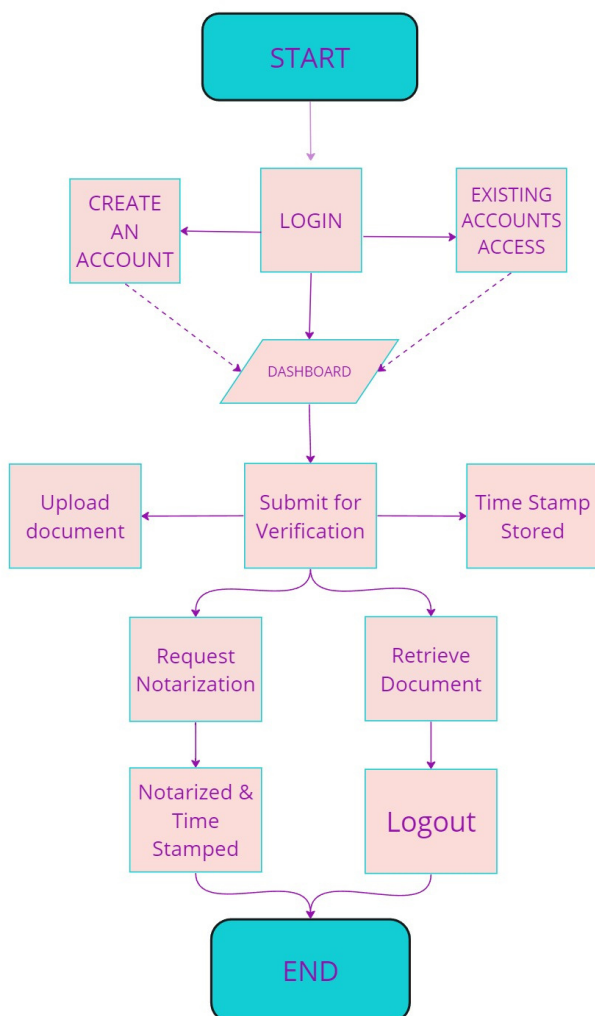 START
CREATE
AN
ACCOUNT
LOGIN
EXISTING
ACCOUNTS
ACCESS
DASHBOARD
Upload
document
Submit for
Verification
Time Stamp
Stored
Request
Notarization
Retrieve
Document
Notarized &
Time
Stamped
Logout
END